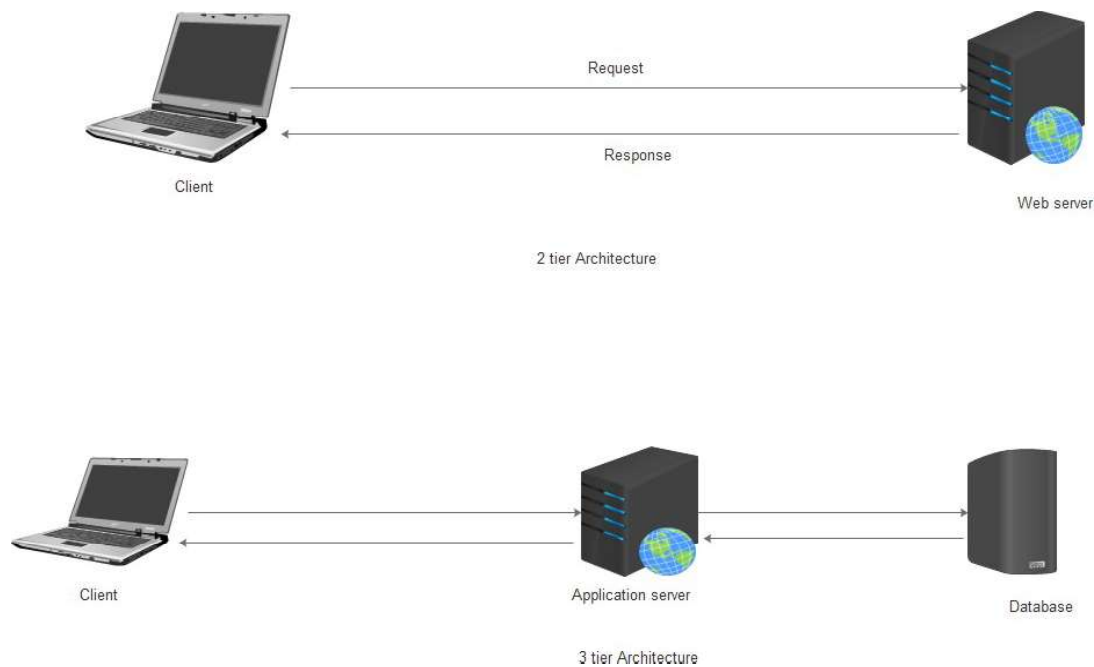 Request
Response
Client
Web server
2 tier Architecture
Client
Application server
Database
3 tier Architecture